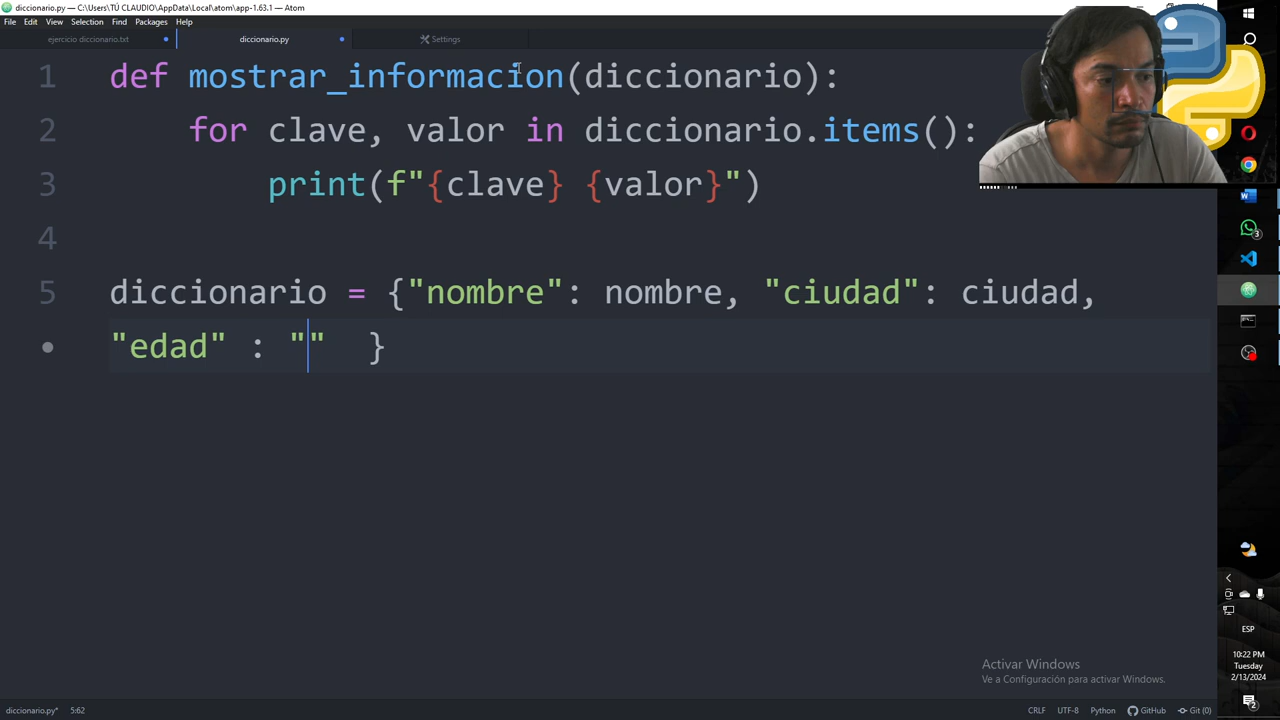 diccionario.py — C:\Users\TÚ CLAUDIO\AppData\Local\atom\app-1.63.1 — Atom
File Edit View Selection Find Packages Help
ejercicio diccionario.txt diccionario.py Settings
1 def mostrar_informacion(diccionario):
2 for clave, valor in diccionario.items():
3 print(f"{clave} {valor}")
4
5 diccionario = {"nombre": nombre, "ciudad": ciudad,
"edad" : "" }
3
ESP
10:22 PM
Tuesday
2/13/2024
2
Activar Windows
Ve a Configuración para activar Windows.
diccionario.py* 5:62 CRLF UTF-8 Python GitHub Git (0)